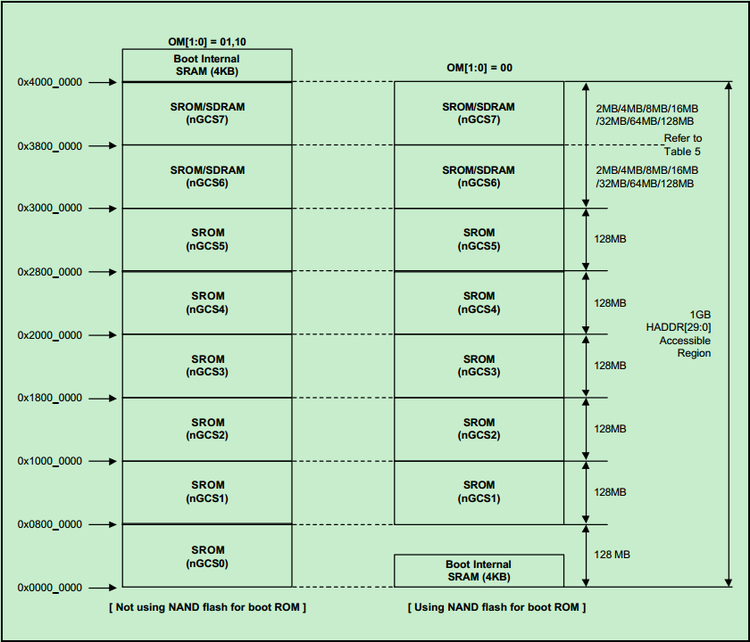 OM[1:0] = 01,10
Boot Internal
SRAM (4KB)
OM[1:0] = 00
0x4000_0000
SROM/SDRAM
(nGCS7)
SROM/SDRAM
(nGCS7)
2MB/4MB/8MB/16MB
/32MB/64MB/128MB
Refer to
Table 5
0x3800_0000
SROM/SDRAM
(nGCS6)
SROM/SDRAM
(nGCS6)
2MB/4MB/8MB/16MB
/32MB/64MB/128MB
0x3000_0000
SROM
(nGCS5)
SROM
(nGCS5)
128MB
0x2800_0000
SROM
(nGCS4)
SROM
(nGCS4)
128MB
1GB
HADDR[29:0]
Accessible
Region
0x2000_0000
SROM
(nGCS3)
SROM
(nGCS3)
128MB
0x1800_0000
SROM
(nGCS2)
SROM
(nGCS2)
128MB
0x1000_0000
SROM
(nGCS1)
SROM
(nGCS1)
128MB
0x0800_0000
SROM
(nGCS0)
Boot Internal
SRAM (4KB)
128 MB
0x0000_0000
[ Not using NAND flash for boot ROM ]
[ Using NAND flash for boot ROM ]